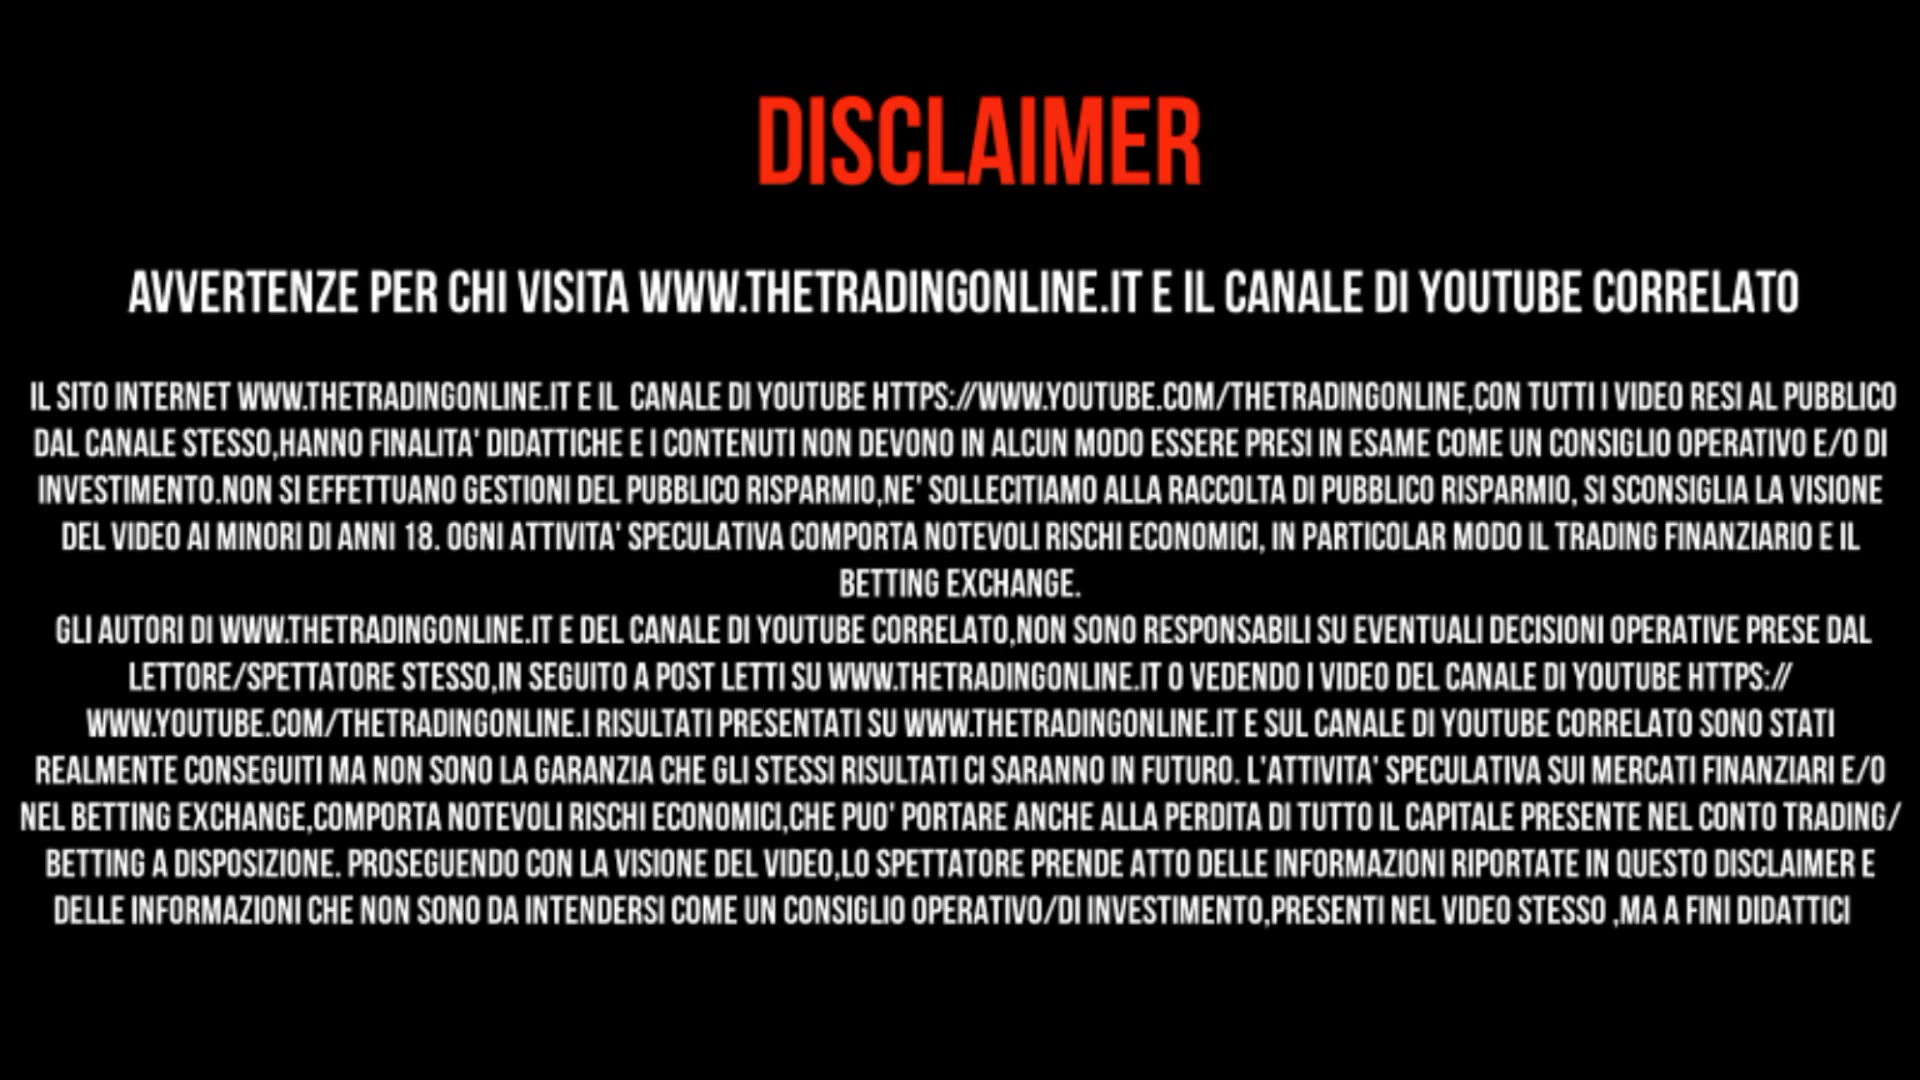 DISCLAIMER
AVVERTENZE PER CHI VISITA WWW.THETRADINGONLINE.IT E IL CANALE DI YOUTUBE CORRELATO
IL SITO INTERNET WWW.THETRADINGONLINE.IT E IL CANALE DI YOUTUBE HTTPS://WWW.YOUTUBE.COM/THETRADINGONLINE,CON TUTTI I VIDEO RESI AL PUBBLICO
DAL CANALE STESSO,HANNO FINALITA' DIDATTICHE E I CONTENUTI NON DEVONO IN ALCUN MODO ESSERE PRESI IN ESAME COME UN CONSIGLIO OPERATIVO E/O DI
INVESTIMENTO.NON SI EFFETTUANO GESTIONI DEL PUBBLICO RISPARMIO,NE' SOLLECITIAMO ALLA RACCOLTA DI PUBBLICO RISPARMIO, SI SCONSIGLIA LA VISIONE
DEL VIDEO AI MINORI DI ANNI 18. OGNI ATTIVITA' SPECULATIVA COMPORTA NOTEVOLI RISCHI ECONOMICI, IN PARTICOLAR MODO IL TRADING FINANZIARIO E IL
BETTING EXCHANGE.
GLI AUTORI DI WWW.THETRADINGONLINE.IT E DEL CANALE DI YOUTUBE CORRELATO,NON SONO RESPONSABILI SU EVENTUALI DECISIONI OPERATIVE PRESE DAL
LETTORE/SPETTATORE STESSO,IN SEGUITO A POST LETTI SU WWW.THETRADINGONLINE.IT O VEDENDO I VIDEO DEL CANALE DI YOUTUBE HTTPS://
WWW.YOUTUBE.COM/THETRADINGONLINE.I RISULTATI PRESENTATI SU WWW.THETRADINGONLINE.IT E SUL CANALE DI YOUTUBE CORRELATO SONO STATI
REALMENTE CONSEGUITI MA NON SONO LA GARANZIA CHE GLI STESSI RISULTATI CI SARANNO IN FUTURO. L'ATTIVITA' SPECULATIVA SUI MERCATI FINANZIARI E/O
NEL BETTING EXCHANGE,COMPORTA NOTEVOLI RISCHI ECONOMICI,CHE PUO' PORTARE ANCHE ALLA PERDITA DI TUTTO IL CAPITALE PRESENTE NEL CONTO TRADING/
BETTING A DISPOSIZIONE. PROSEGUENDO CON LA VISIONE DEL VIDEO,LO SPETTATORE PRENDE ATTO DELLE INFORMAZIONI RIPORTATE IN QUESTO DISCLAIMER E
DELLE INFORMAZIONI CHE NON SONO DA INTENDERSI COME UN CONSIGLIO OPERATIVO/DI INVESTIMENTO,PRESENTI NEL VIDEO STESSO ,MA A FINI DIDATTICI